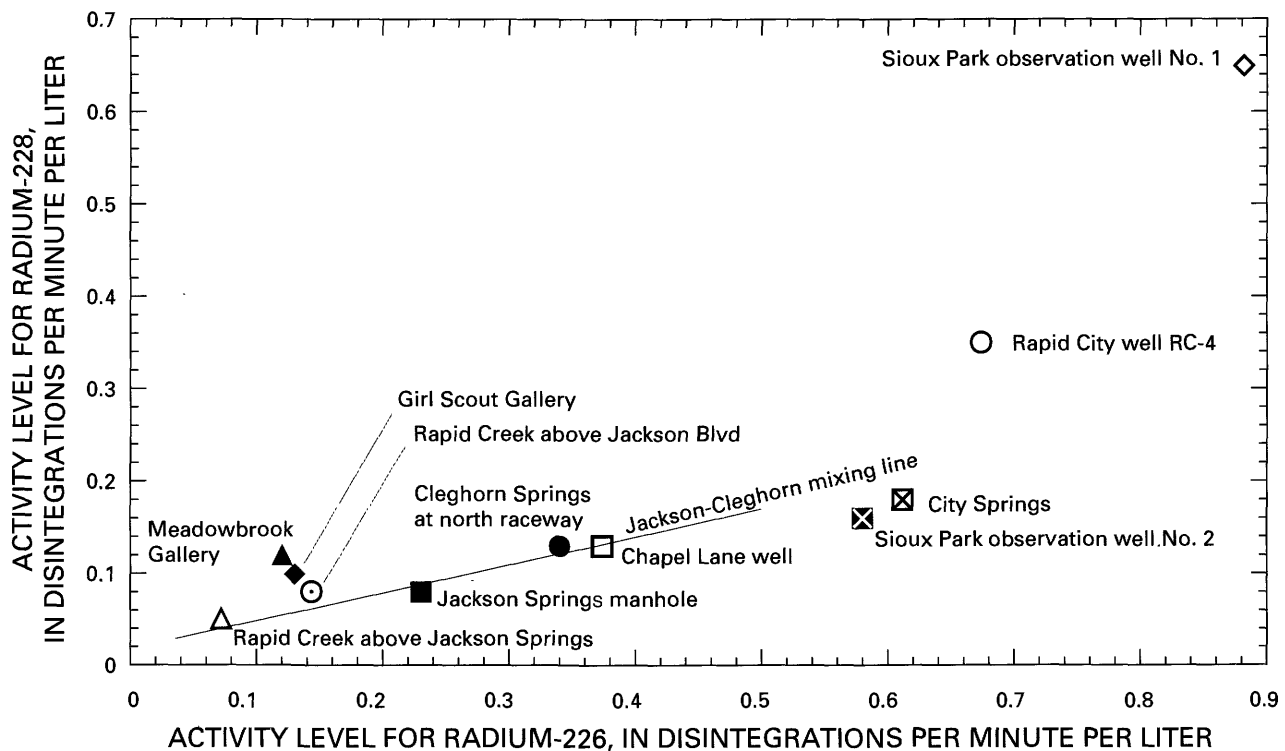 ACTIVITY LEVEL FOR RADIUM-228,
IN DISINTEGRATIONS PER MINUTE PER LITER
0.7
0.6
0.5
0.4
0.3
0.2
0.1
0
Sioux Park observation well No. 1
Rapid City well RC-4
Girl Scout Gallery
Rapid Creek above Jackson Blvd
Jackson-Cleghorn mixing line
Cleghorn Springs
at north raceway
City Springs
Meadowbrook
Gallery
Sioux Park observation well.No. 2
Chapel Lane well
Jackson Springs manhole
Rapid Creek above Jackson Springs
0 0.1 0.2 0.3 0.4 0.5 0.6 0.7 0.8 0.9
ACTIVITY LEVEL FOR RADIUM-226, IN DISINTEGRATIONS PER MINUTE PER LITER